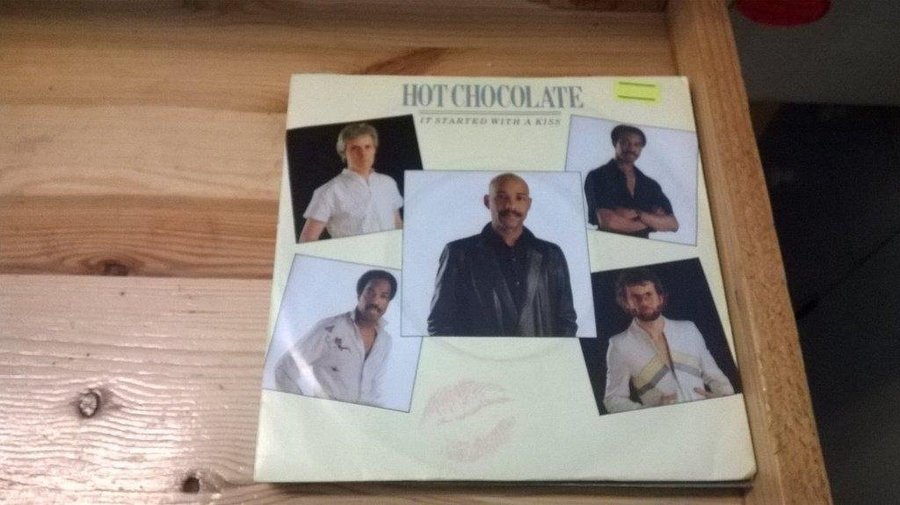 HOT CHOCOLATE
IT STARTED WITH A KISS